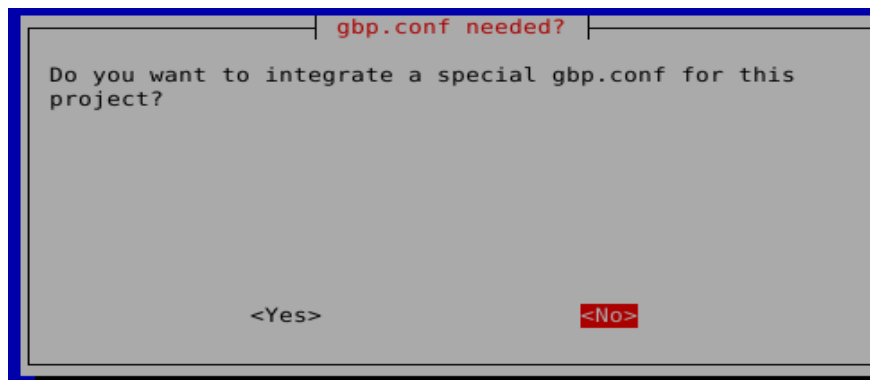 gbp.conf needed?
Do you want to integrate a special gbp.conf for this
project?
<Yes> <No>